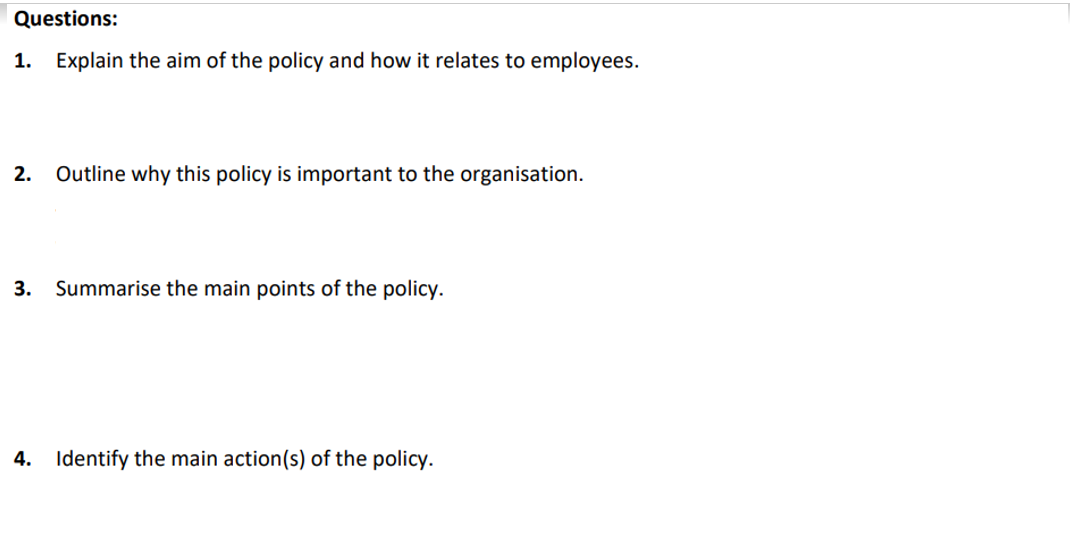 Questions:
1. Explain the aim of the policy and how it relates to employees.
2. Outline why this policy is important to the organisation.
3. Summarise the main points of the policy.
4. Identify the main action(s) of the policy.